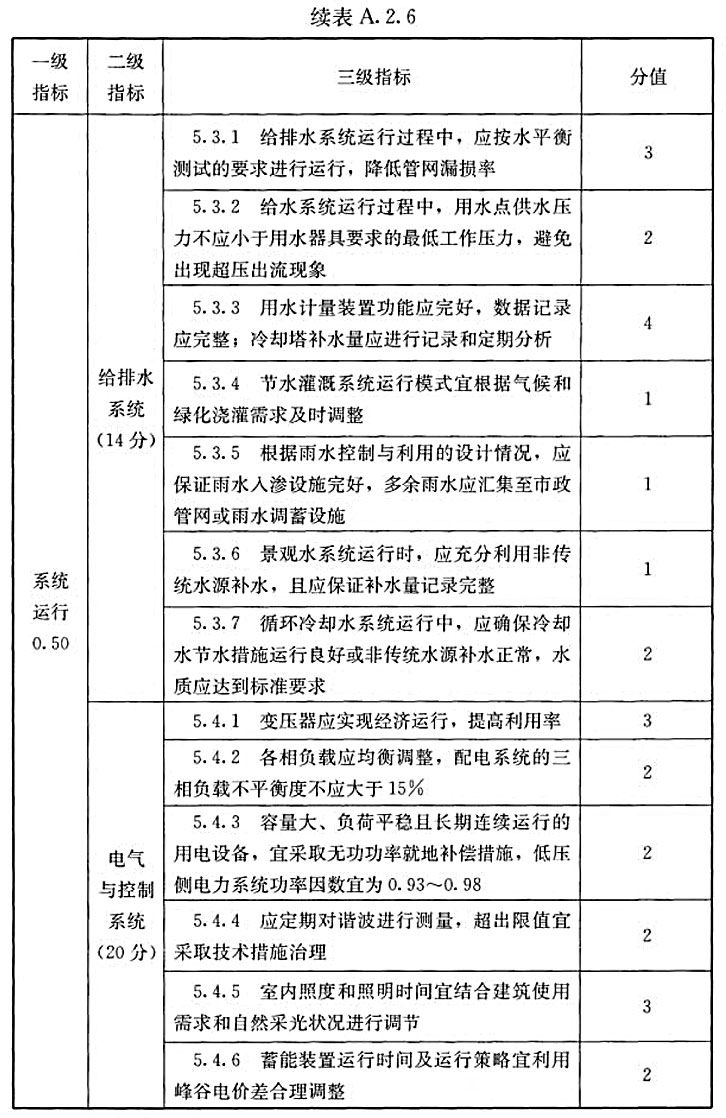 续表 A.2.6
一级
指标
二级
指标
三级指标
分值
系统
运行
0.50
给排水
系统
(14分)
5.3.1 给排水系统运行过程中，应按水平衡
测试的要求进行运行，降低管网漏损率
3
5.3.2 给水系统运行过程中，用水点供水压
力不应小于用水器具要求的最低工作压力，避免
出现超压出流现象
2
5.3.3 用水计量装置功能应完好，数据记录
应完整；冷却塔补水量应进行记录和定期分析
4
5.3.4 节水灌溉系统运行模式宜根据气候和
绿化浇灌需求及时调整
1
5.3.5 根据雨水控制与利用的设计情况，应
保证雨水入渗设施完好，多余雨水应汇集至市政
管网或雨水调蓄设施
1
5.3.6 景观水系统运行时，应充分利用非传
统水源补水，且应保证补水量记录完整
1
5.3.7 循环冷却水系统运行中，应确保冷却
水节水措施运行良好或非传统水源补水正常，水
质应达到标准要求
2
电气
与控制
系统
(20分)
5.4.1 变压器应实现经济运行，提高利用率
3
5.4.2 各相负载应均衡调整，配电系统的三
相负载不平衡度不应大于15%
2
5.4.3 容量大、负荷平稳且长期连续运行的
用电设备，宜采取无功功率就地补偿措施，低压
侧电力系统功率因数宜为0.93～0.98
2
5.4.4 应定期对谐波进行测量，超出限值宜
采取技术措施治理
2
5.4.5 室内照度和照明时间宜结合建筑使用
需求和自然采光状况进行调节
3
5.4.6 蓄能装置运行时间及运行策略宜利用
峰谷电价差合理调整
2